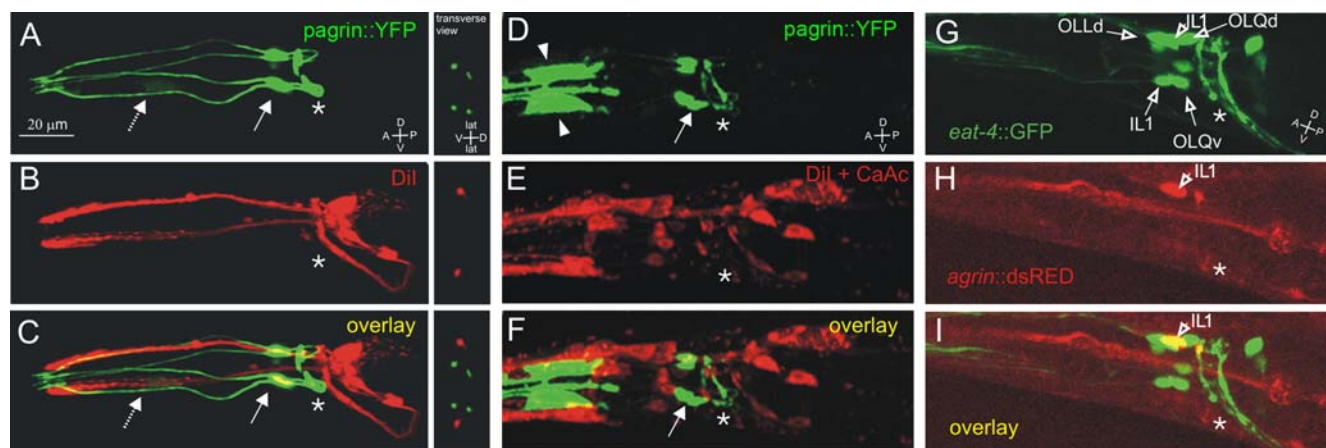 A
pagrin::YFP
20 µm
D
A P
V
transverse
view
lat
V D
lat
B
DiI
C
overlay
D
pagrin::YFP
D
A P
V
E
DiI + CaAc
F
overlay
G
OLLd
IL1
OLQd
IL1
OLQv
eat-4::GFP
D
A P
V
H
IL1
agrin::dsRED
I
IL1
overlay